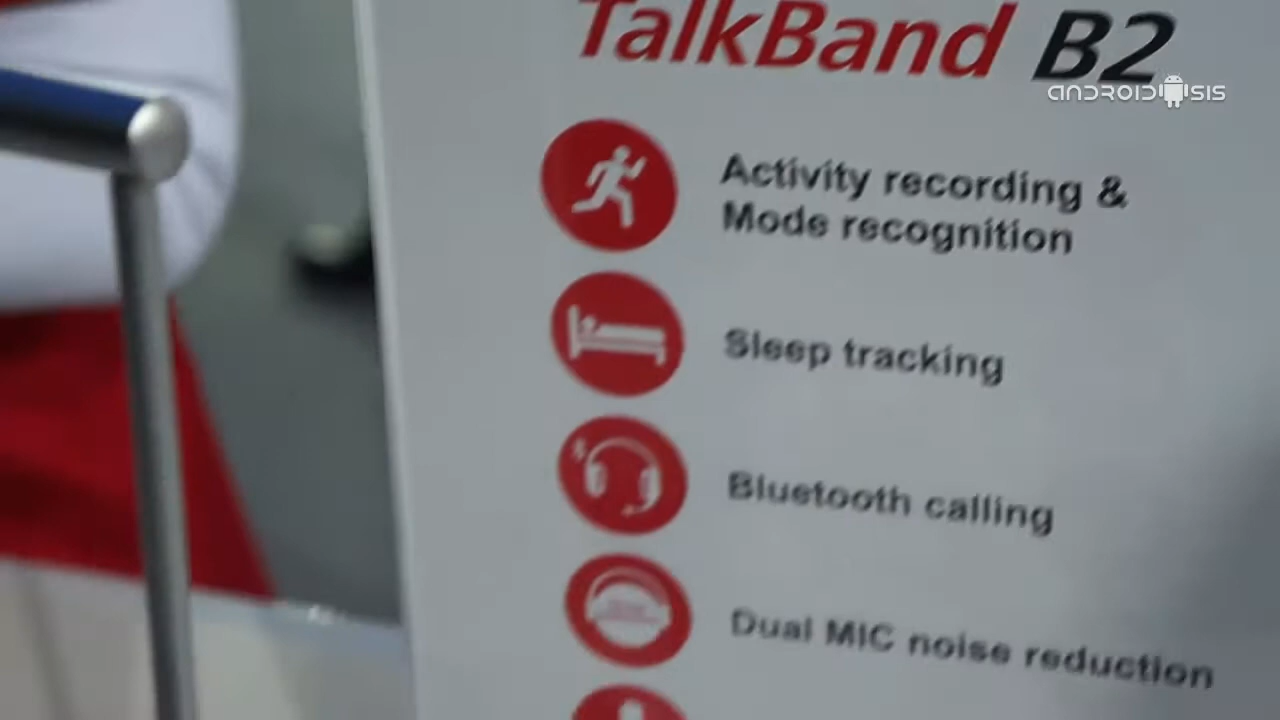 TalkBand B2
ANDROIDSIS
Activity recording &
Mode recognition
Sleep tracking
Bluetooth calling
Dual MIC noise reduction